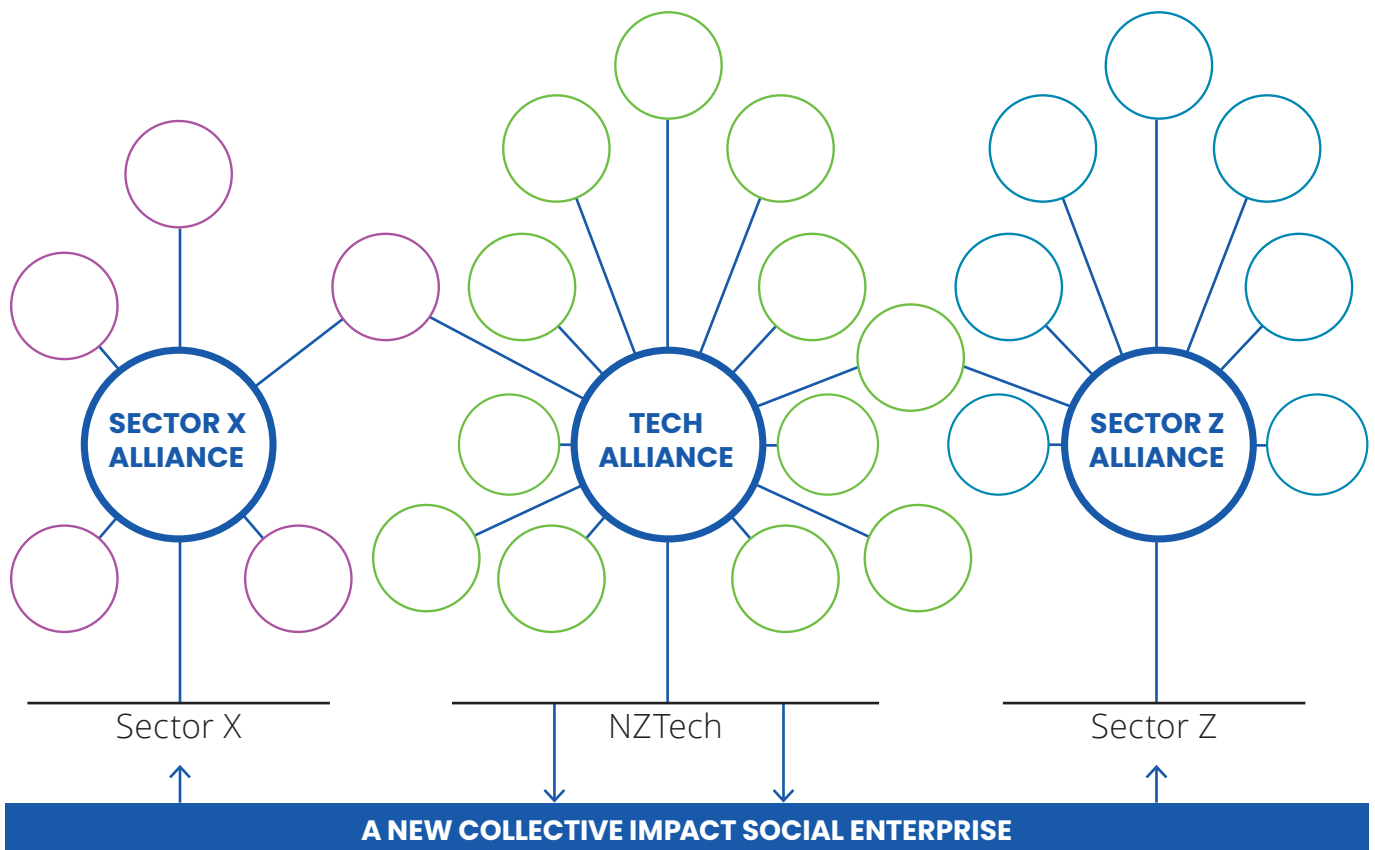 SECTOR X
ALLIANCE
TECH
ALLIANCE
SECTOR Z
ALLIANCE
Sector X
NZTech
Sector Z
A NEW COLLECTIVE IMPACT SOCIAL ENTERPRISE